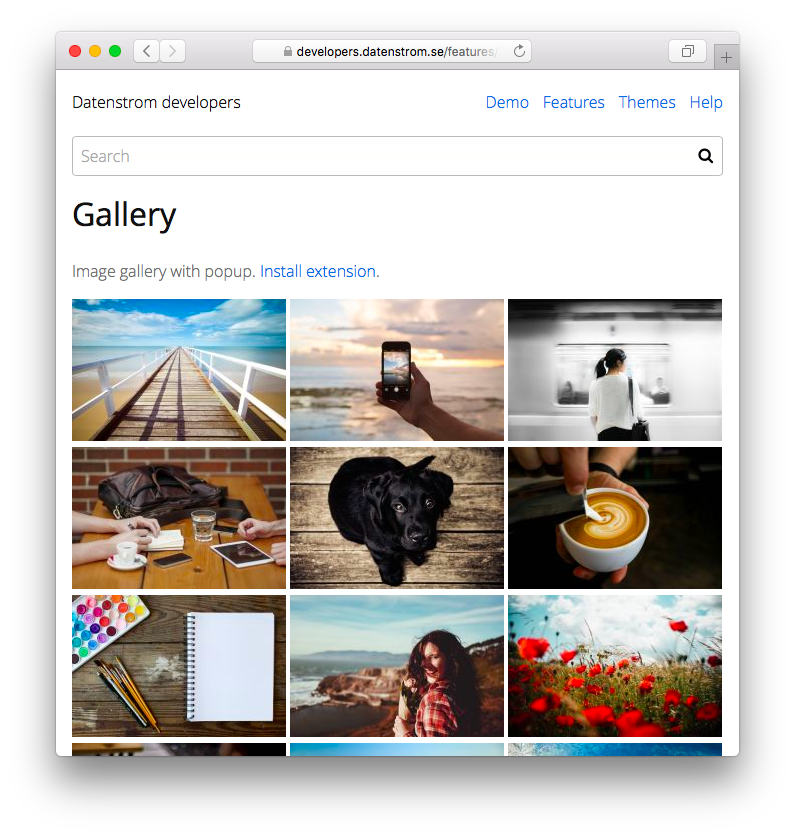 developers.datenstrom.se/features/
Datenstrom developers
Demo Features Themes Help
Search
Gallery
Image gallery with popup. Install extension.